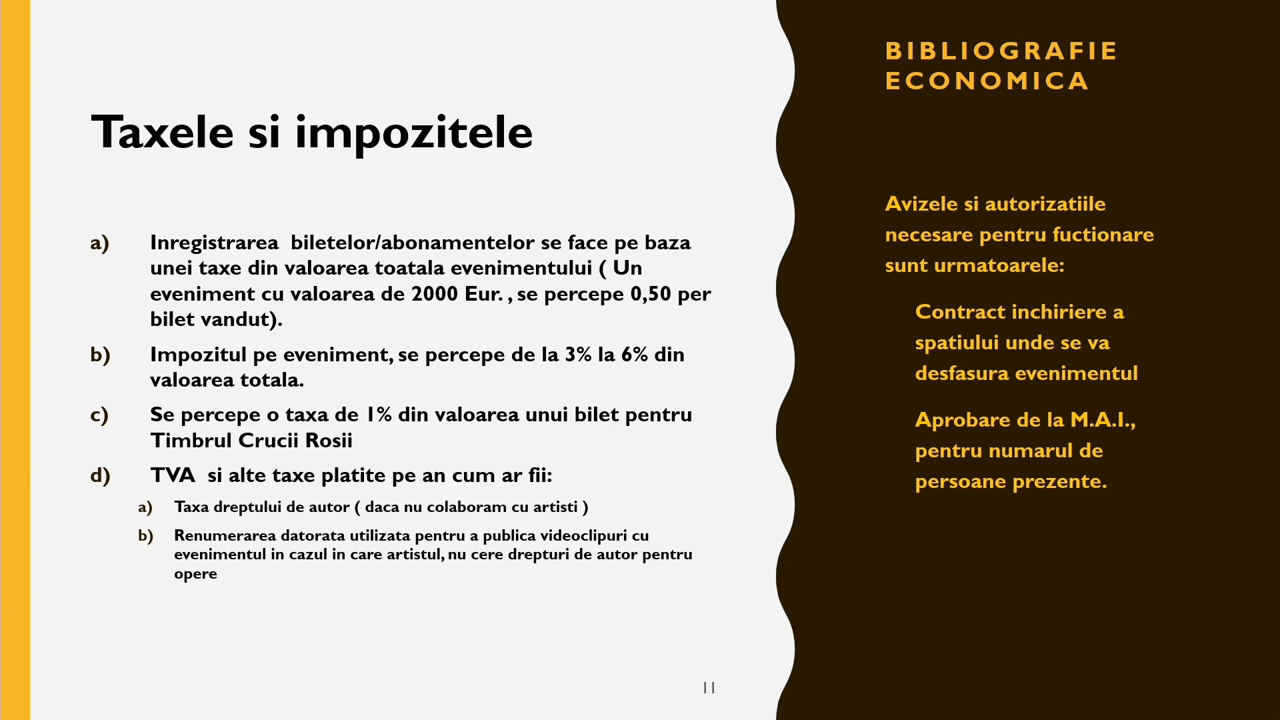 Taxele si impozitele
a) Inregistrarea biletelor/abonamentelor se face pe baza
unei taxe din valoarea toatala evenimentului ( Un
eveniment cu valoarea de 2000 Eur. , se percepe 0,50 per
bilet vandut).
b) Impozitul pe eveniment, se percepe de la 3% la 6% din
valoarea totala.
c) Se percepe o taxa de 1% din valoarea unui bilet pentru
Timbrul Crucii Rosii
d) TVA si alte taxe platite pe an cum ar fii:
a) Taxa dreptului de autor ( daca nu colaboram cu artisti )
b) Renumerarea datorata utilizata pentru a publica videoclipuri cu
evenimentul in cazul in care artistul, nu cere drepturi de autor pentru
opere
11
BIBLIOGRAFIE
ECONOMICA
Avizele si autorizatiile
necesare pentru fuctionare
sunt urmatoarele:
Contract inchiriere a
spatiului unde se va
desfasura evenimentul
Aprobare de la M.A.I.,
pentru numarul de
persoane prezente.